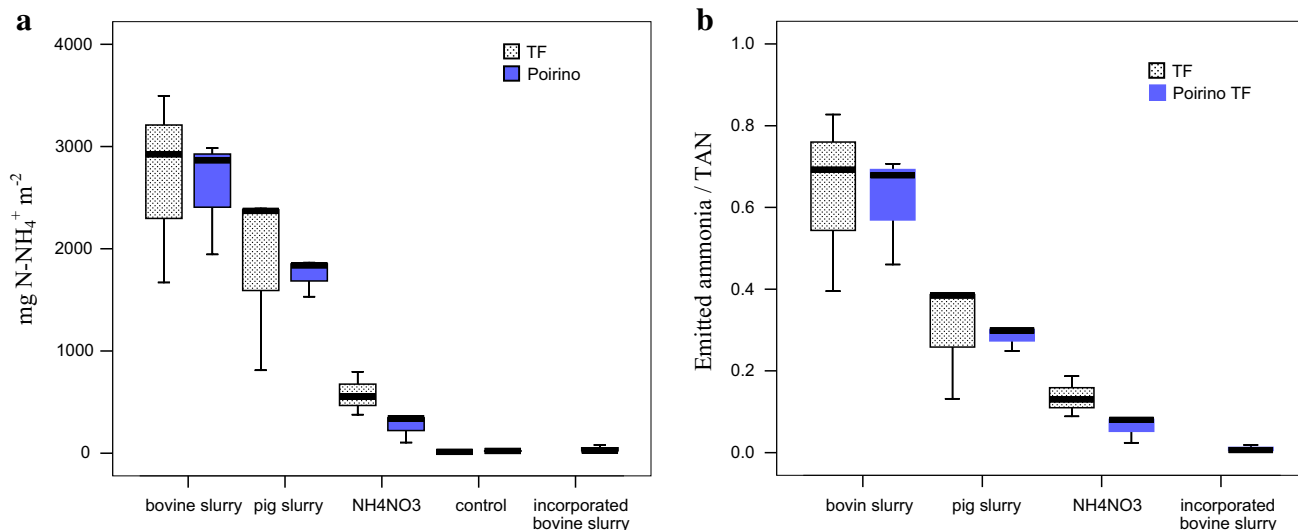 a
mg N-NH₄⁺ m⁻²
4000
3000
2000
1000
0
TF
Poirino
bovine slurry
pig slurry
NH4NO3
control
incorporated
bovine slurry
b
Emitted ammonia / TAN
1.0
0.8
0.6
0.4
0.2
0.0
TF
Poirino TF
bovin slurry
pig slurry
NH4NO3
incorporated
bovine slurry